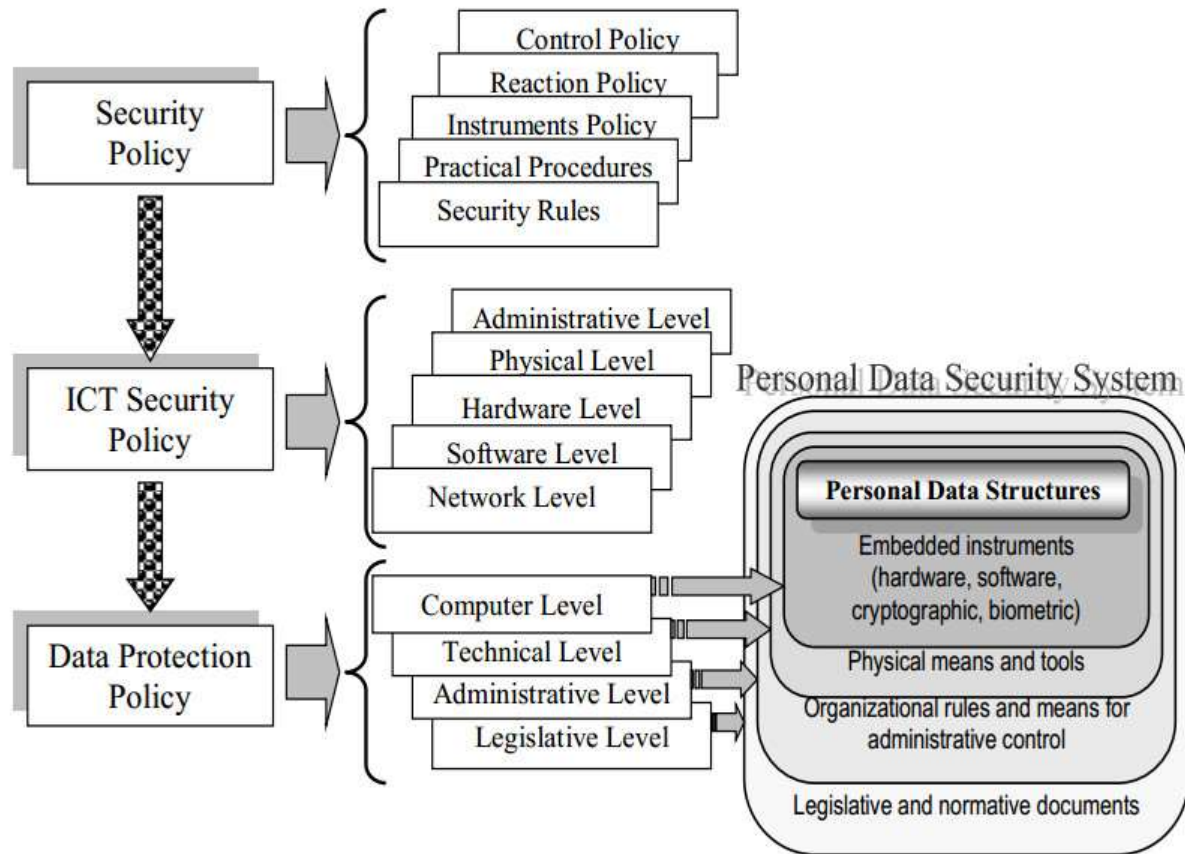 Security
Policy
Control Policy
Reaction Policy
Instruments Policy
Practical Procedures
Security Rules
ICT Security
Policy
Administrative Level
Physical Level
Hardware Level
Software Level
Network Level
Data Protection
Policy
Computer Level
Technical Level
Administrative Level
Legislative Level
Personal Data Security System
Personal Data Structures
Embedded instruments
(hardware, software,
cryptographic, biometric)
Physical means and tools
Organizational rules and means for
administrative control
Legislative and normative documents